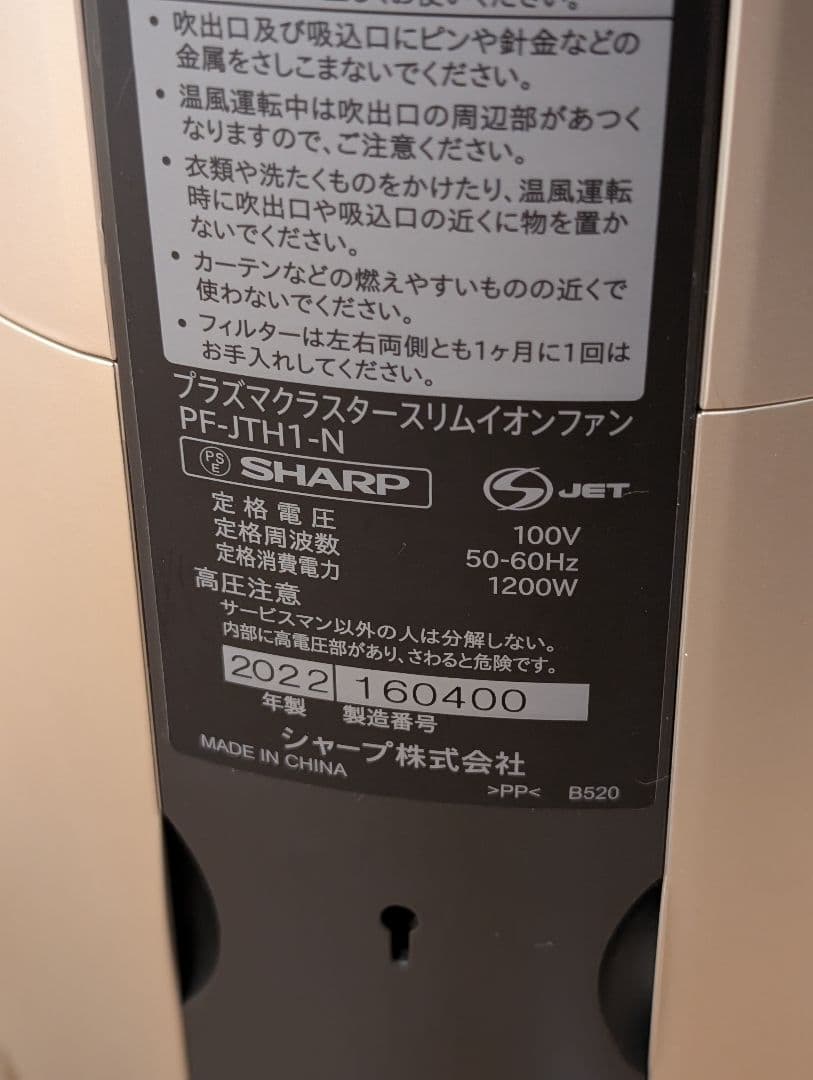 ・吹出口及び吸込口にピンや針金などの
金属をさしこまないでください。
・温風運転中は吹出口の周辺部があつく
なりますので、ご注意ください。
・衣類や洗たくものをかけたり、温風運転
時に吹出口や吸込口の近くに物を置か
ないでください。
・カーテンなどの燃えやすいものの近くで
使わないでください。
・フィルターは左右両側とも1ヶ月に1回は
お手入れしてください。
プラズマクラスタースリムイオンファン
PF-JTH1-N
PSE SHARP
S JET
定格電圧 100V
定格周波数 50-60Hz
定格消費電力 1200W
高圧注意
サービスマン以外の人は分解しない。
内部に高電圧部があり、さわると危険です。
2022 160400
年製 製造番号
シャープ株式会社
MADE IN CHINA
>PP< B520